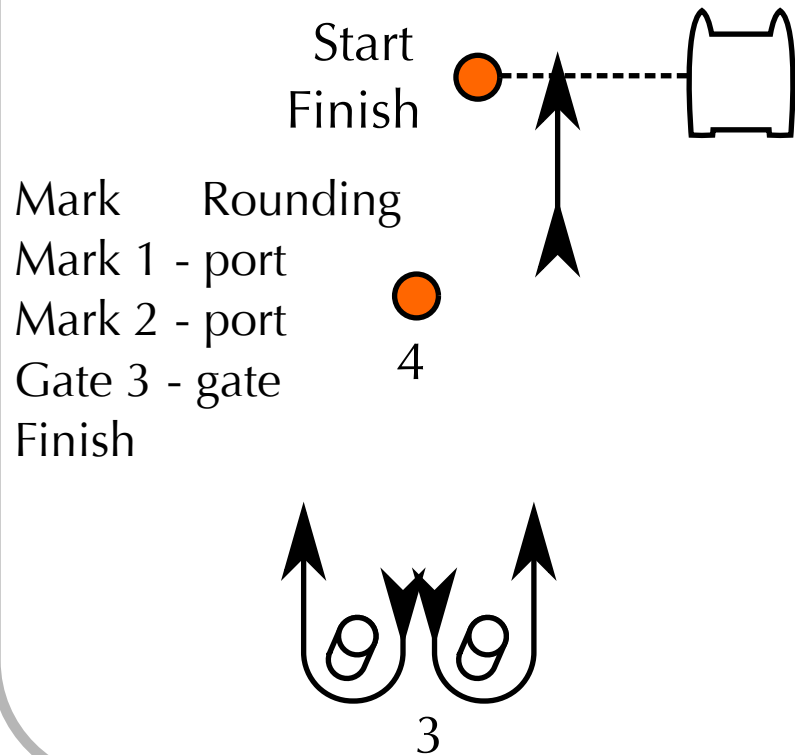 Start
Finish
Mark Rounding
Mark 1 - port
Mark 2 - port
Gate 3 - gate
Finish
4
3